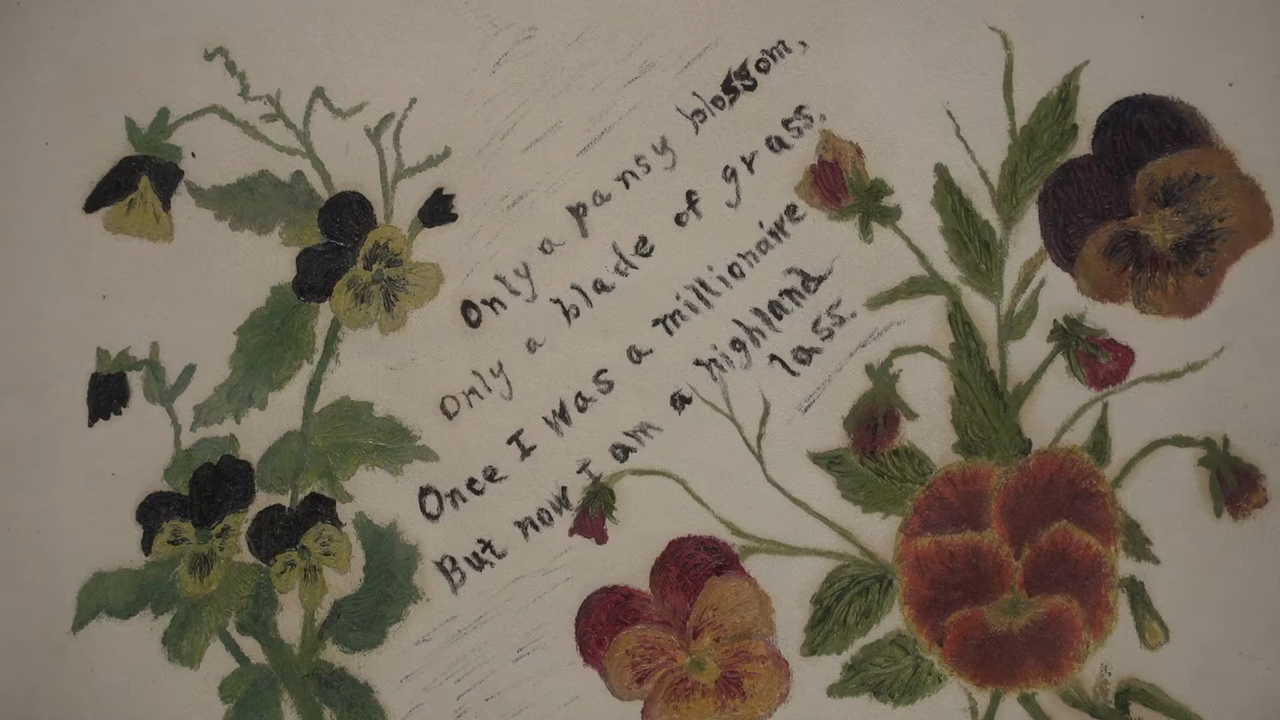 Only a pansy blossom,
Only a blade of grass.
Once I was a millionaire
But now I am a highland
lass.